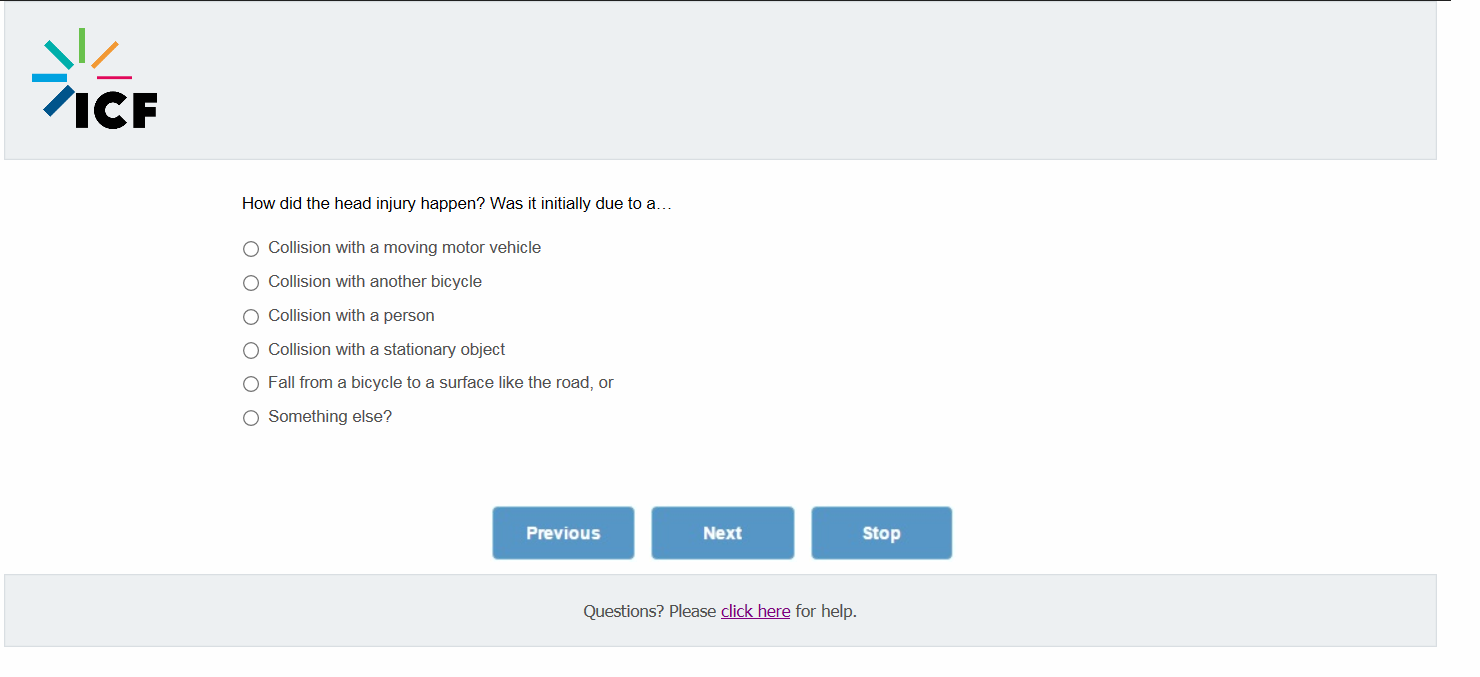 ICF
How did the head injury happen? Was it initially due to a…
Collision with a moving motor vehicle
Collision with another bicycle
Collision with a person
Collision with a stationary object
Fall from a bicycle to a surface like the road, or
Something else?
Previous Next Stop
Questions? Please click here for help.